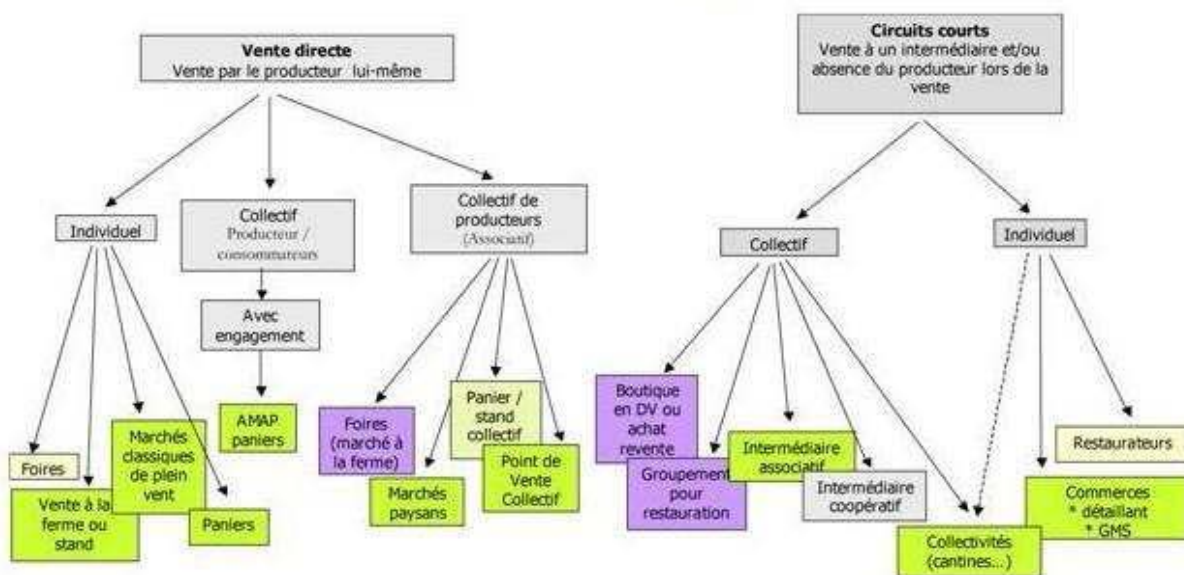 Vente directe
Vente par le producteur lui-même
Circuits courts
Vente à un intermédiaire et/ou
absence du producteur lors de la
vente
Individuel
Collectif
Producteur /
consommateurs
Collectif de
producteurs
(Associatif)
Collectif
Individuel
Avec
engagement
Foires
Vente à la
ferme ou
stand
Marchés
classiques
de plein
vent
Paniers
AMAP
paniers
Foires
(marché à
la ferme)
Marchés
paysans
Panier /
stand
collectif
Point de
Vente
Collectif
Boutique
en DV ou
achat
revente
Groupement
pour
restauration
Intermédiaire
associatif
Intermédiaire
coopératif
Collectivités
(cantines...)
Restaurateurs
Commerces
* détaillant
* GMS